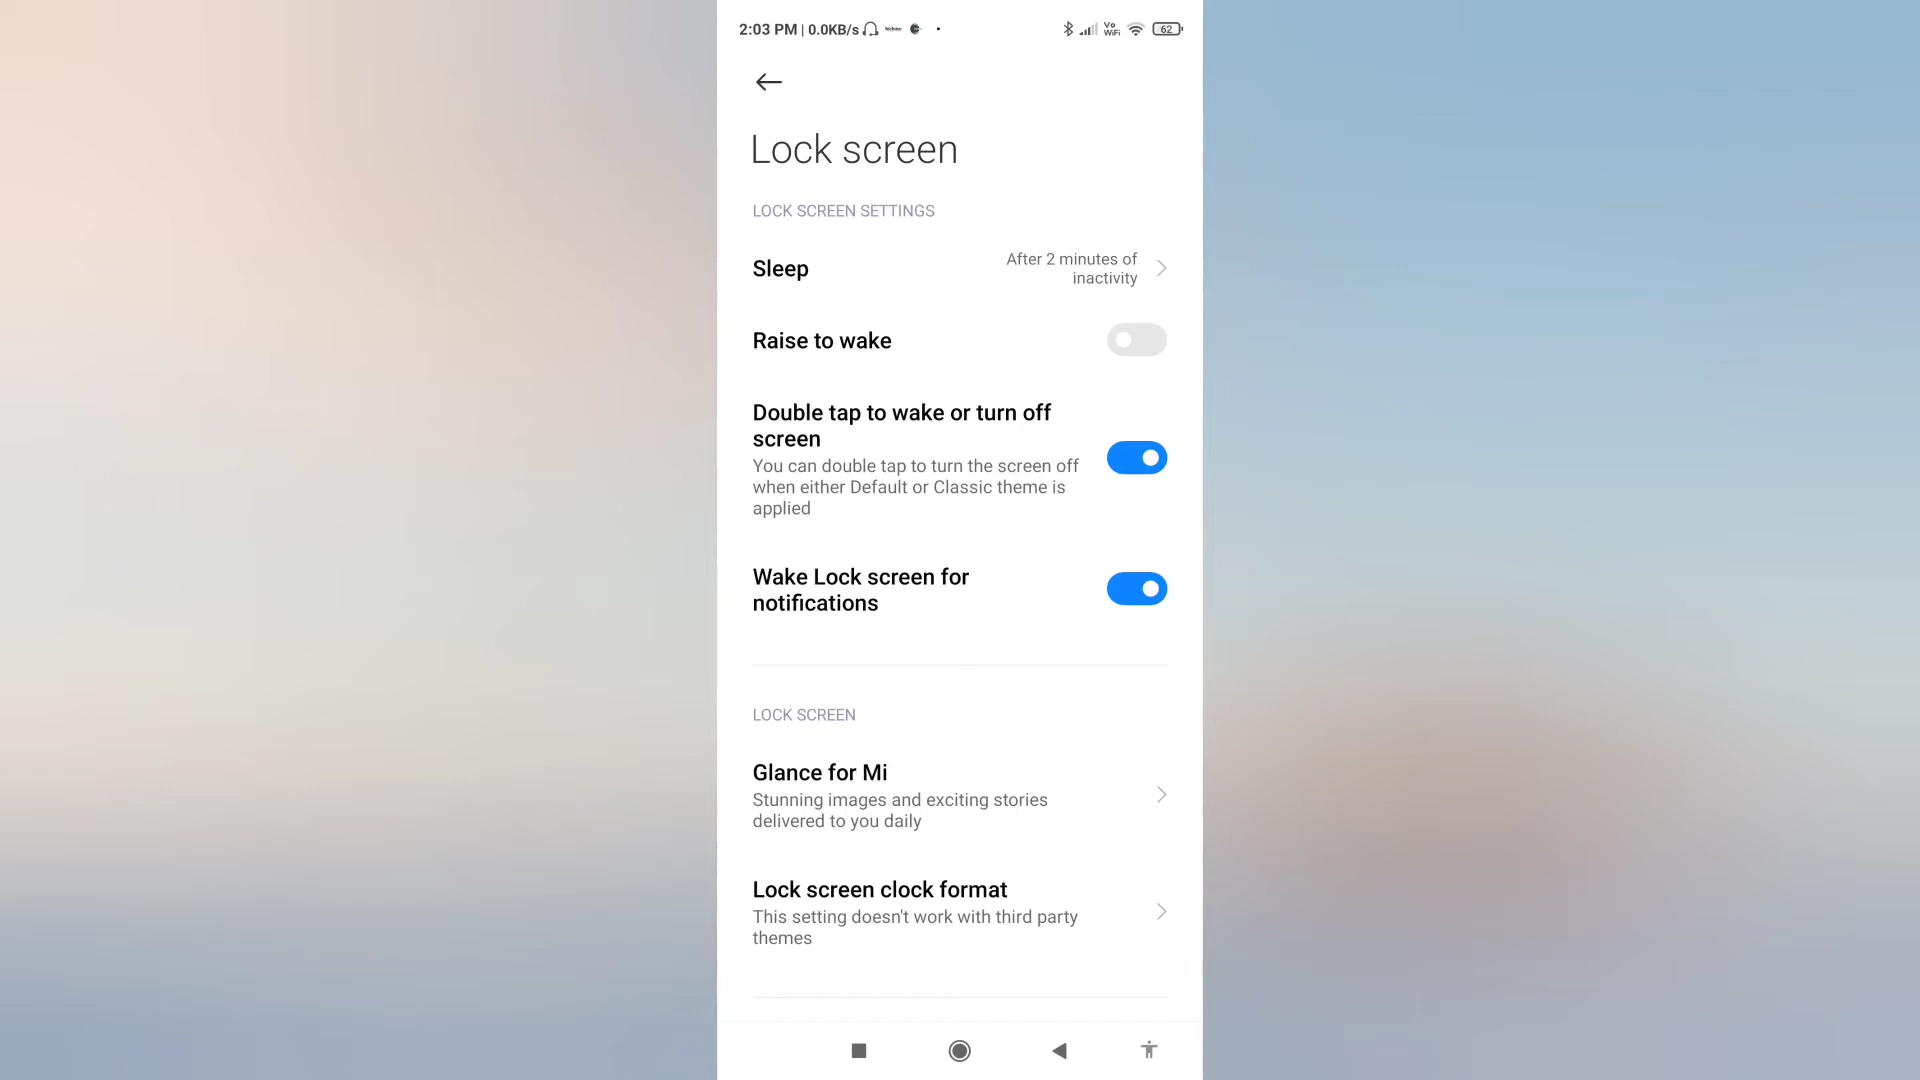 2:03 PM | 0.0KB/s
Vo
WiFi
62
Lock screen
LOCK SCREEN SETTINGS
Sleep
After 2 minutes of
inactivity
Raise to wake
Double tap to wake or turn off
screen
You can double tap to turn the screen off
when either Default or Classic theme is
applied
Wake Lock screen for
notifications
LOCK SCREEN
Glance for Mi
Stunning images and exciting stories
delivered to you daily
Lock screen clock format
This setting doesn't work with third party
themes